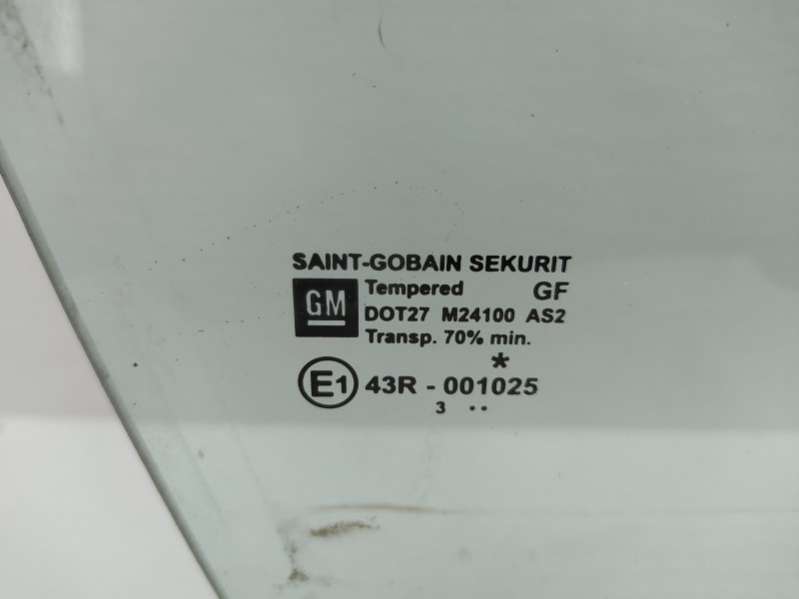 SAINT-GOBAIN SEKURIT
GM
Tempered GF
DOT27 M24100 AS2
Transp. 70% min.
*
E1 43R - 001025
3 ..